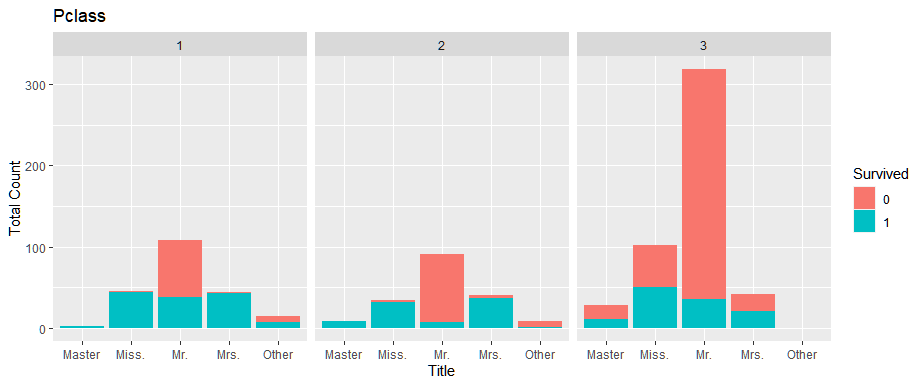 Pclass
1 2 3
300
200
100
0
Total Count
Master Miss. Mr. Mrs. Other Master Miss. Mr. Mrs. Other Master Miss. Mr. Mrs. Other
Title
Survived
0
1